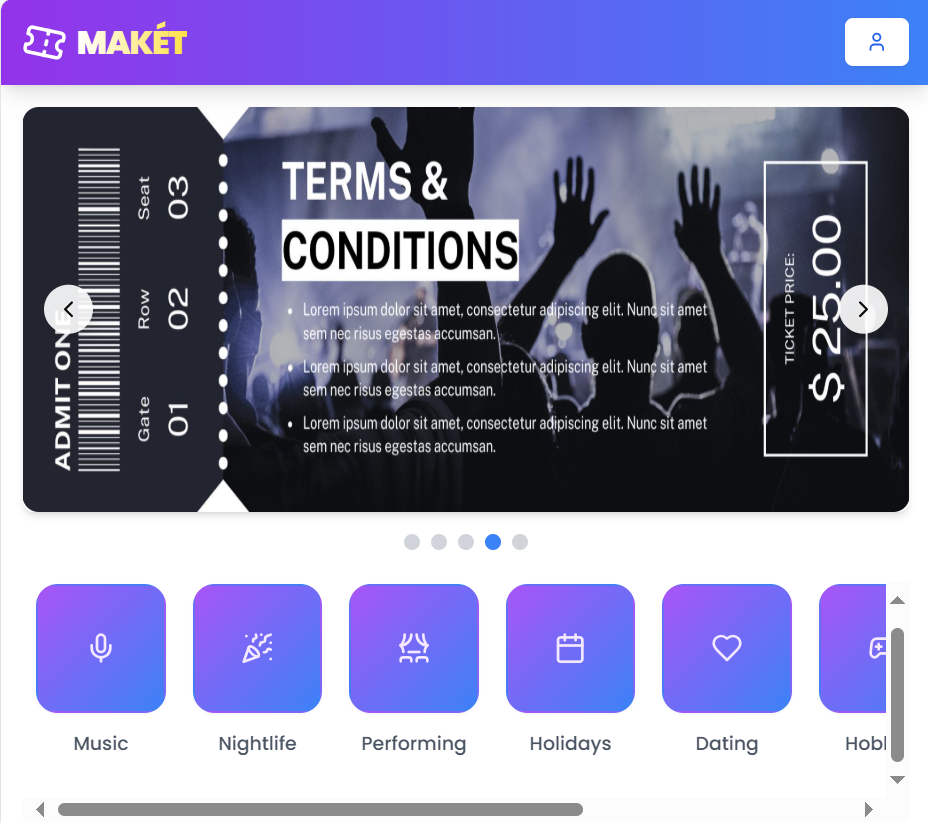 MAKÉT
ADMIT ONE
Gate 01
Row 02
Seat 03
TERMS &
CONDITIONS
• Lorem ipsum dolor sit amet, consectetur adipiscing elit. Nunc sit amet
sem nec risus egestas accumsan.
• Lorem ipsum dolor sit amet, consectetur adipiscing elit. Nunc sit amet
sem nec risus egestas accumsan.
• Lorem ipsum dolor sit amet, consectetur adipiscing elit. Nunc sit amet
sem nec risus egestas accumsan.
TICKET PRICE:
$ 25.00
Music
Nightlife
Performing
Holidays
Dating